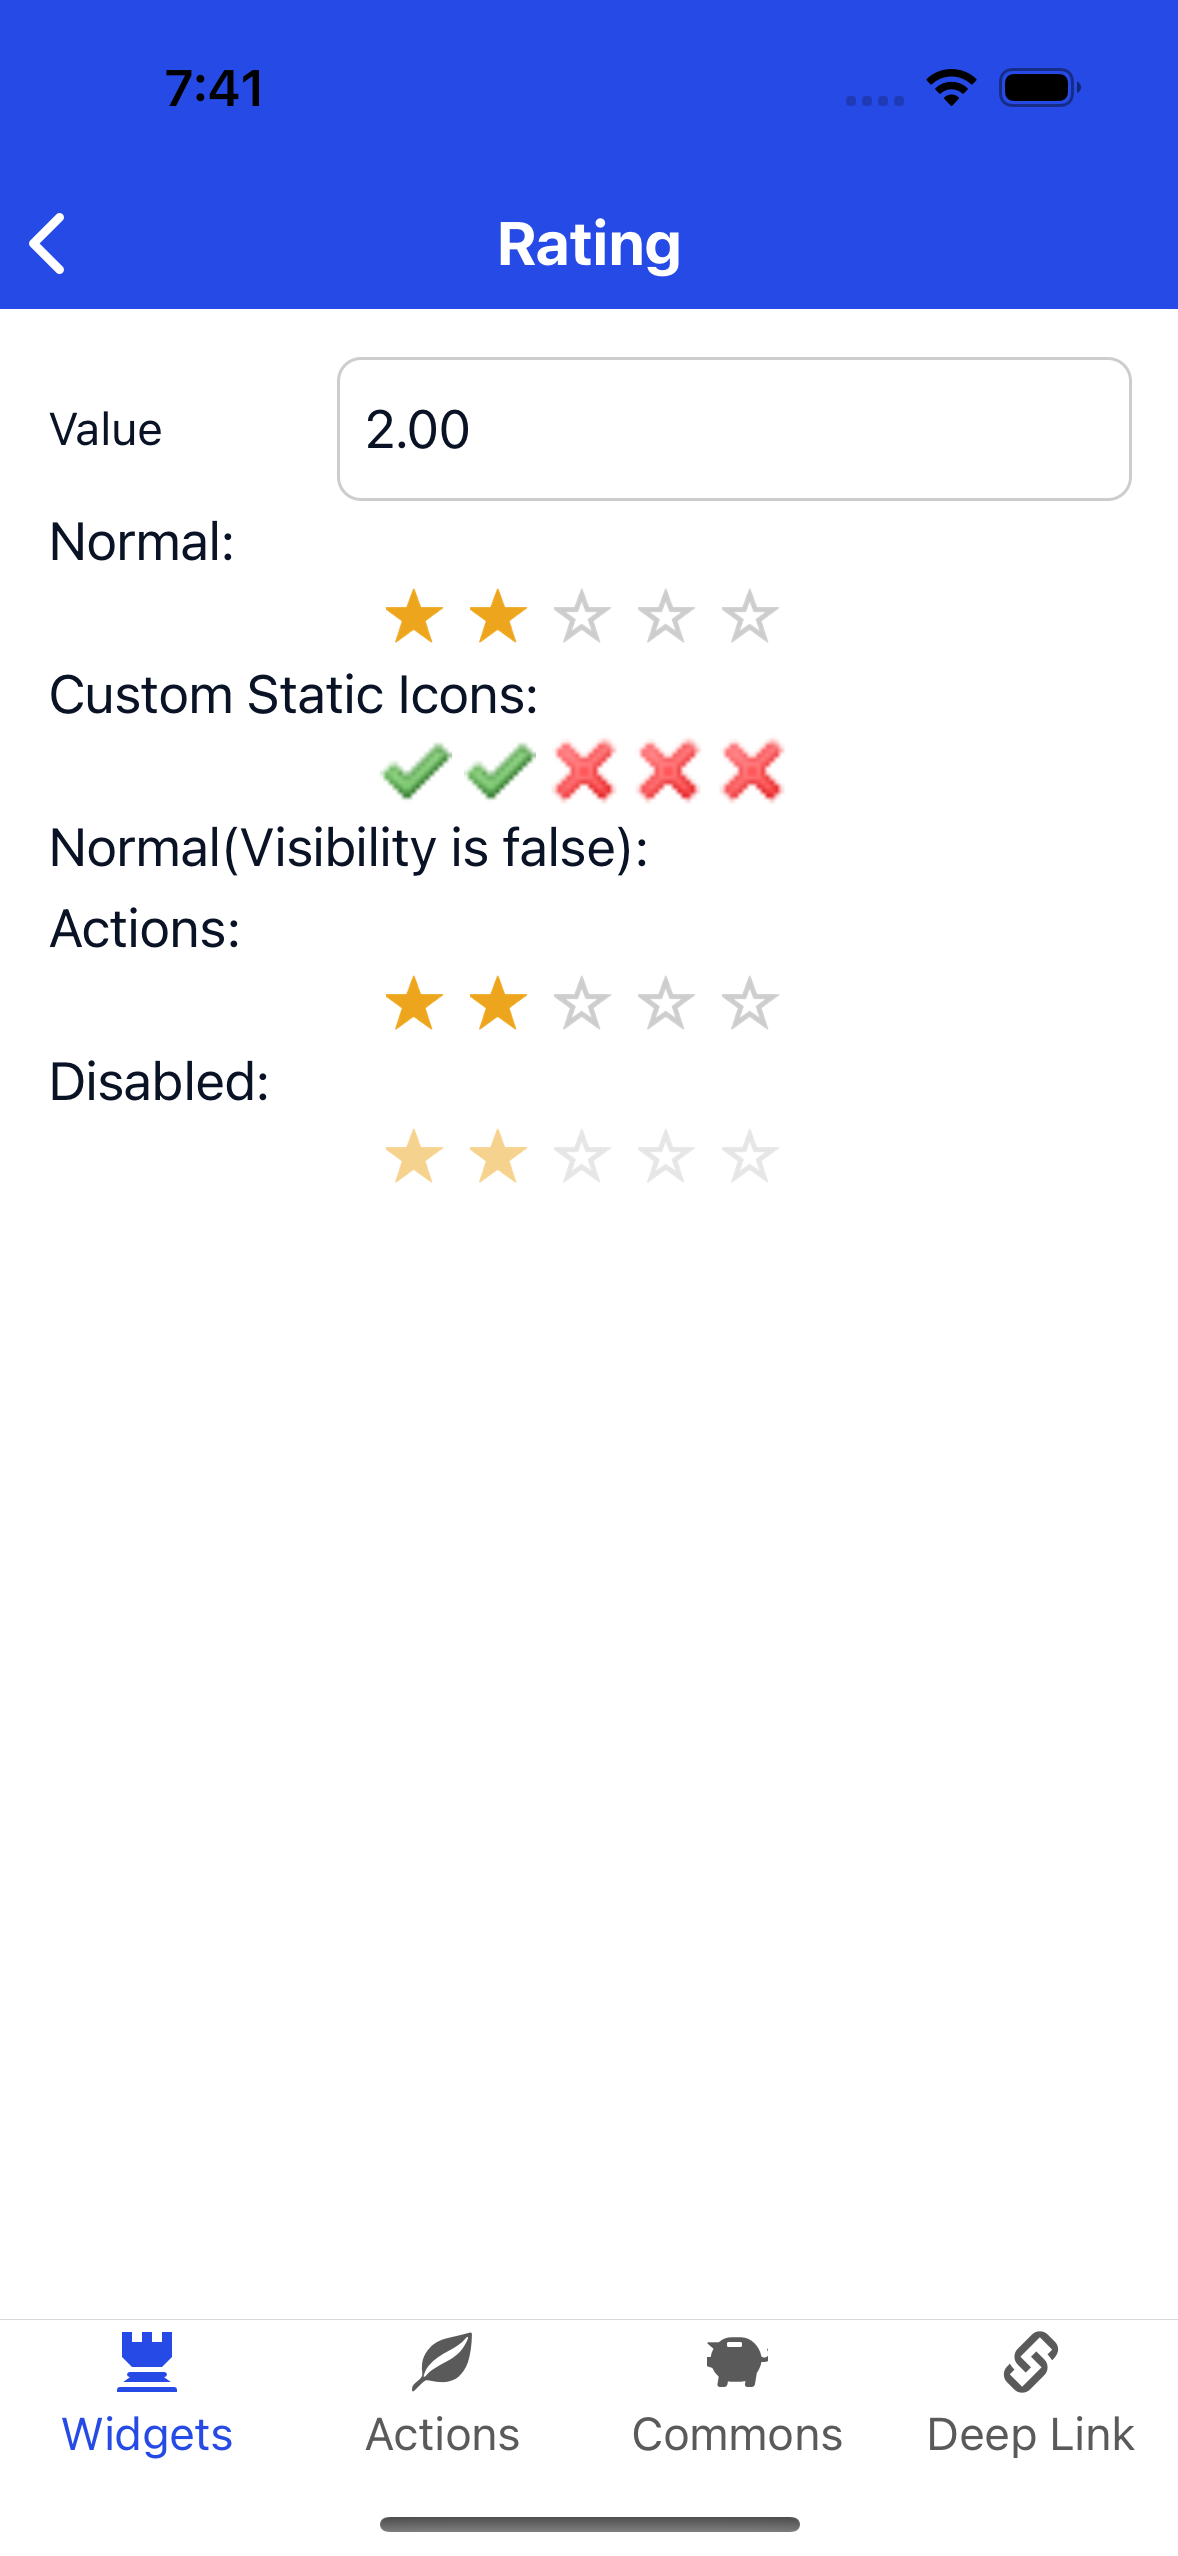 7:41
Rating
Value
2.00
Normal:
Custom Static Icons:
Normal(Visibility is false):
Actions:
Disabled:
Widgets
Actions
Commons
Deep Link